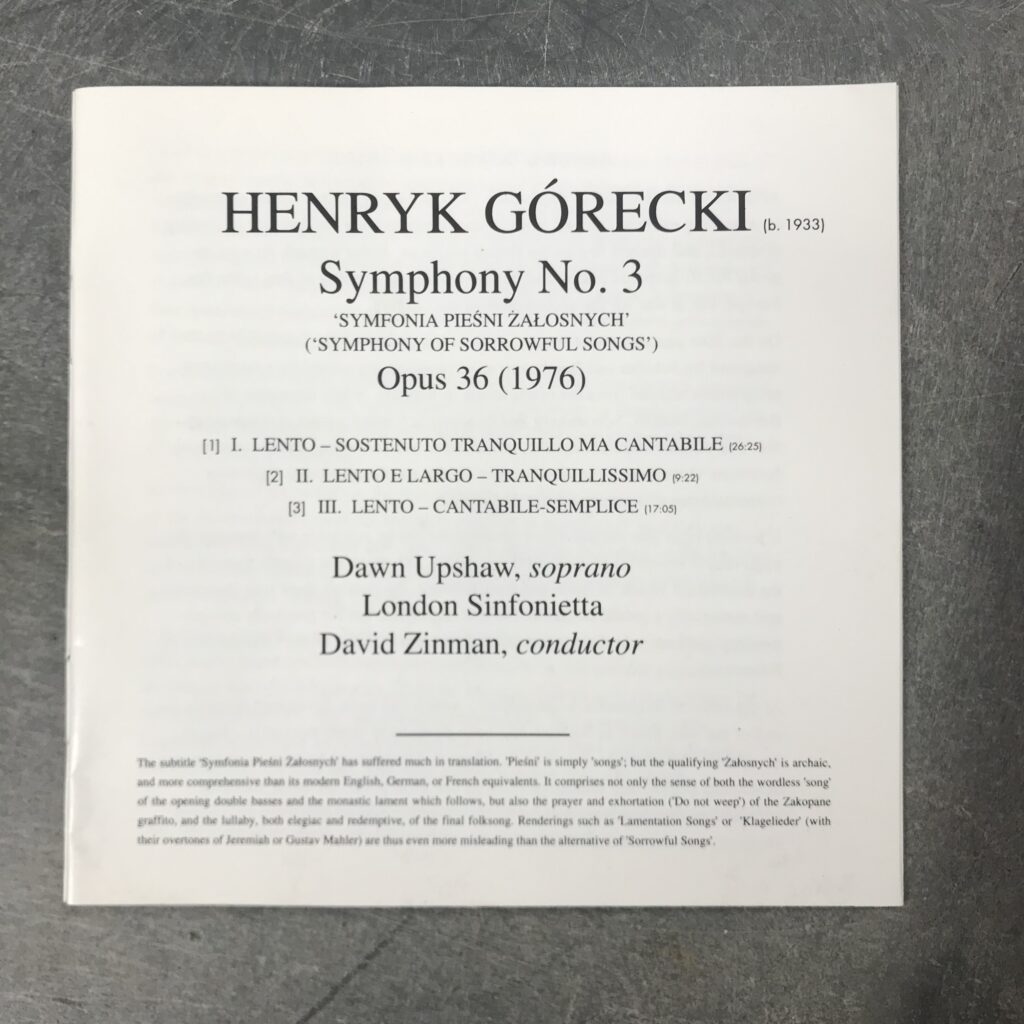 HENRYK GÓRECKI (b. 1933)
Symphony No. 3
‘SYMFONIA PIEŚNI ŻAŁOSNYCH’
(‘SYMPHONY OF SORROWFUL SONGS’)
Opus 36 (1976)
[1] I. LENTO – SOSTENUTO TRANQUILLO MA CANTABILE (26:25)
[2] II. LENTO E LARGO – TRANQUILLISSIMO (9:22)
[3] III. LENTO – CANTABILE-SEMPLICE (17:05)
Dawn Upshaw, soprano
London Sinfonietta
David Zinman, conductor
The subtitle 'Symfonia Pieśni Żałosnych' has suffered much in translation. 'Pieśni' is simply 'songs'; but the qualifying 'Żałosnych' is archaic,
and more comprehensive than its modern English, German, or French equivalents. It comprises not only the sense of both the wordless 'song'
of the opening double basses and the monastic lament which follows, but also the prayer and exhortation ('Do not weep') of the Zakopane
graffito, and the lullaby, both elegiac and redemptive, of the final folksong. Renderings such as 'Lamentation Songs' or 'Klagelieder' (with
their overtones of Jeremiah or Gustav Mahler) are thus even more misleading than the alternative of 'Sorrowful Songs'.